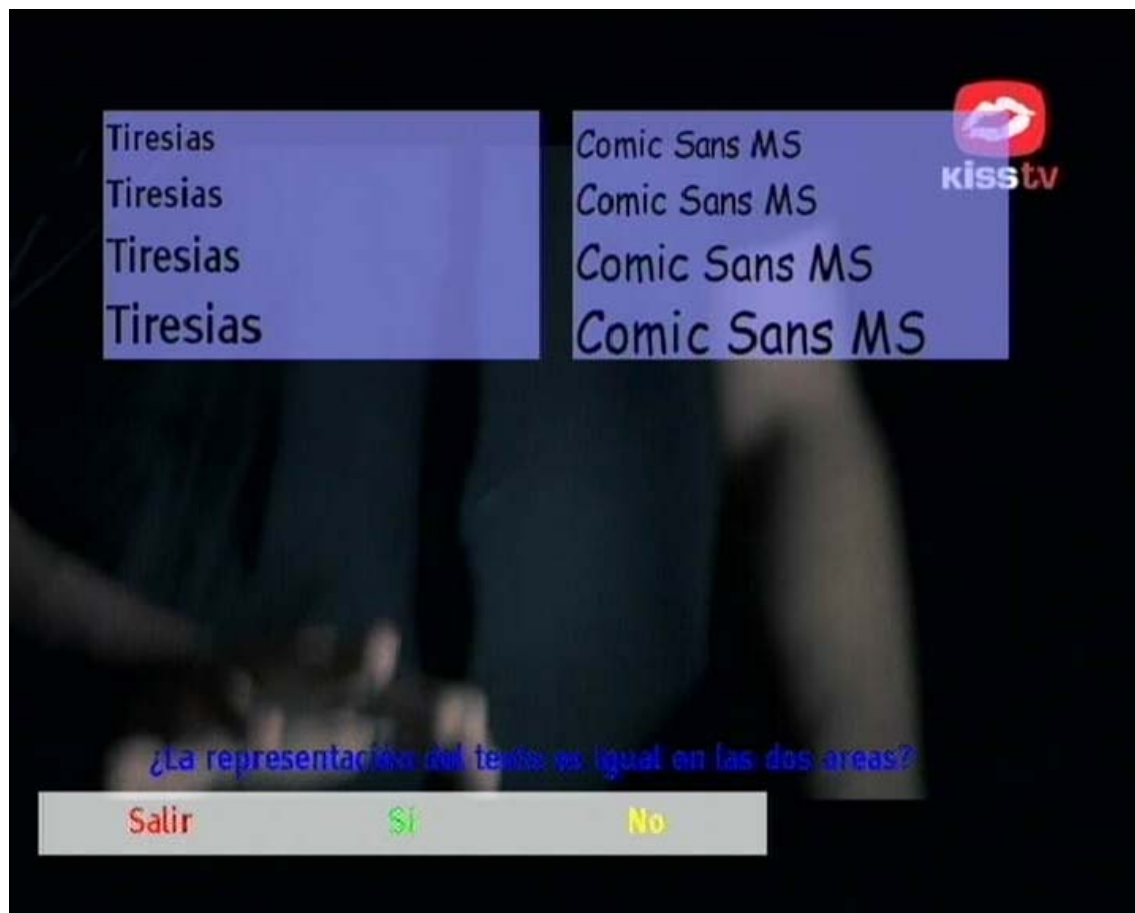 Tiresias
Tiresias
Tiresias
Tiresias
Comic Sans MS
Comic Sans MS
Comic Sans MS
Comic Sans MS
kisstv
¿La representación del texto es igual en las dos areas?
Salir Sí No